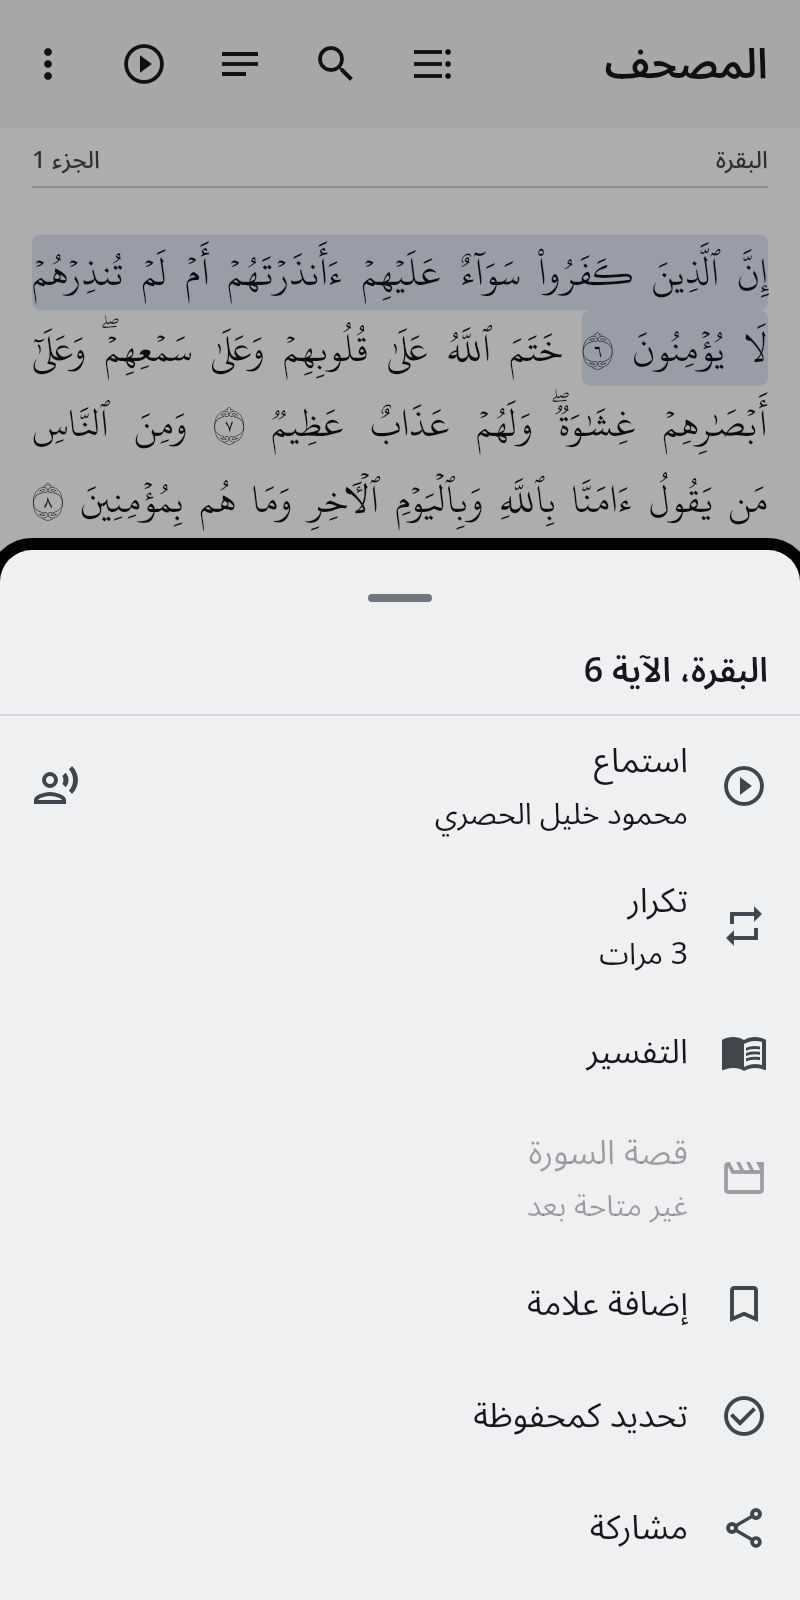 المصحف
البقرة
الجزء 1
إِنَّ ٱلَّذِينَ كَفَرُوا۟ سَوَآءٌ عَلَيْهِمْ ءَأَنذَرْتَهُمْ أَمْ لَمْ تُنذِرْهُمْ
لَا يُؤْمِنُونَ ٦ خَتَمَ ٱللَّهُ عَلَىٰ قُلُوبِهِمْ وَعَلَىٰ سَمْعِهِمْ ۖ وَعَلَىٰٓ
أَبْصَـٰرِهِمْ غِشَـٰوَةٌ ۖ وَلَهُمْ عَذَابٌ عَظِيمٌ ٧ وَمِنَ ٱلنَّاسِ
مَن يَقُولُ ءَامَنَّا بِٱللَّهِ وَبِٱلْيَوْمِ ٱلْـَٔاخِرِ وَمَا هُم بِمُؤْمِنِينَ ٨
البقرة، الآية 6
استماع
محمود خليل الحصري
تكرار
3 مرات
التفسير
قصة السورة
غير متاحة بعد
إضافة علامة
تحديد كمحفوظة
مشاركة